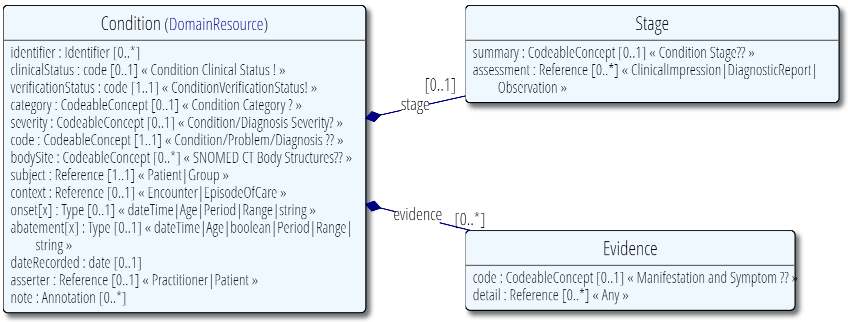 Condition (DomainResource)
identifier : Identifier [0..*]
clinicalStatus : code [0..1] « Condition Clinical Status ! »
verificationStatus : code [1..1] « ConditionVerificationStatus! »
category : CodeableConcept [0..1] « Condition Category ? »
severity : CodeableConcept [0..1] « Condition/Diagnosis Severity? »
code : CodeableConcept [1..1] « Condition/Problem/Diagnosis ?? »
bodySite : CodeableConcept [0..*] « SNOMED CT Body Structures?? »
subject : Reference [1..1] « Patient|Group »
context : Reference [0..1] « Encounter|EpisodeOfCare »
onset[x] : Type [0..1] « dateTime|Age|Period|Range|string »
abatement[x] : Type [0..1] « dateTime|Age|boolean|Period|Range|
string »
dateRecorded : date [0..1]
asserter : Reference [0..1] « Practitioner|Patient »
note : Annotation [0..*]
[0..1]
stage
evidence
[0..*]
Stage
summary : CodeableConcept [0..1] « Condition Stage?? »
assessment : Reference [0..*] « ClinicalImpression|DiagnosticReport|
Observation »
Evidence
code : CodeableConcept [0..1] « Manifestation and Symptom ?? »
detail : Reference [0..*] « Any »